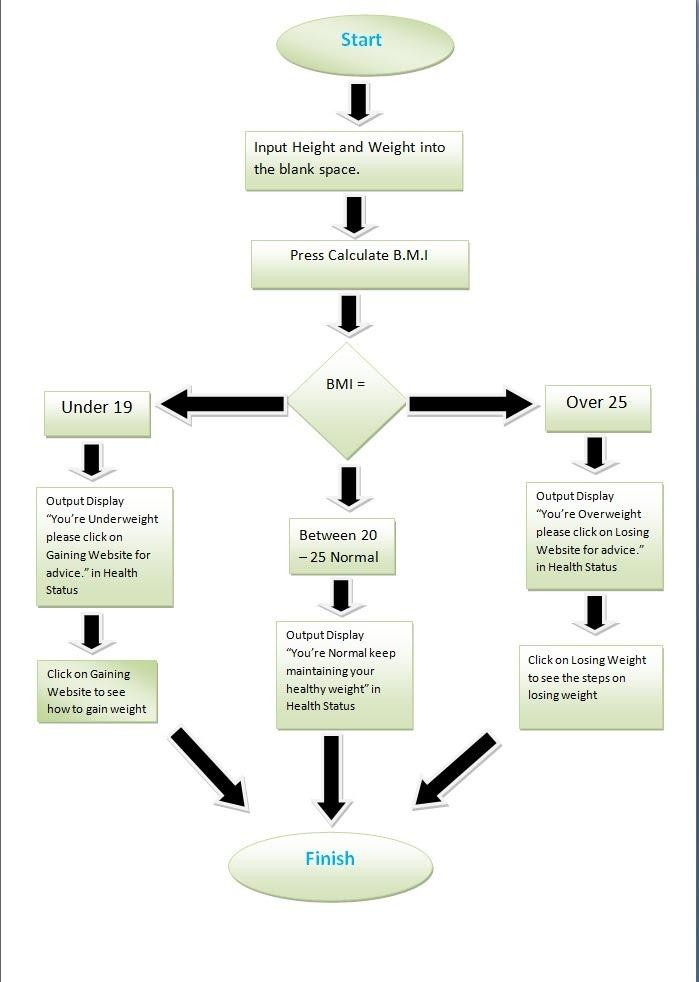 Start
Input Height and Weight into
the blank space.
Press Calculate B.M.I
BMI =
Under 19
Over 25
Output Display
“You’re Underweight
please click on
Gaining Website for
advice.” in Health
Status
Between 20
– 25 Normal
Output Display
“You’re Overweight
please click on Losing
Website for advice.”
in Health Status
Click on Gaining
Website to see
how to gain weight
Output Display
“You’re Normal keep
maintaining your
healthy weight” in
Health Status
Click on Losing Weight
to see the steps on
losing weight
Finish